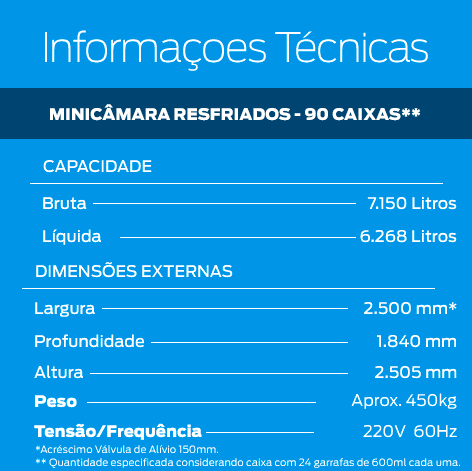 Informaçoes Técnicas
MINICÂMARA RESFRIADOS - 90 CAIXAS**
CAPACIDADE
Bruta 7.150 Litros
Líquida 6.268 Litros
DIMENSÕES EXTERNAS
Largura 2.500 mm*
Profundidade 1.840 mm
Altura 2.505 mm
Peso Aprox. 450kg
Tensão/Frequência 220V 60Hz
*Acréscimo Válvula de Alívio 150mm.
** Quantidade especificada considerando caixa com 24 garrafas de 600ml cada uma.